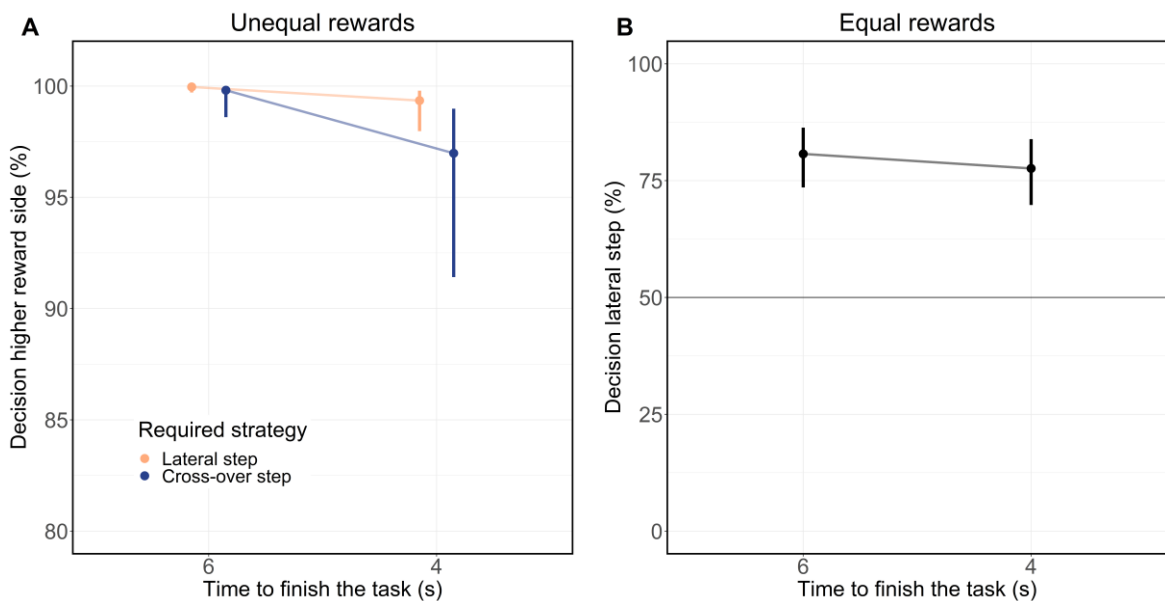 A
Unequal rewards
Decision higher reward side (%)
100
95
90
85
80
Required strategy
Lateral step
Cross-over step
6
4
Time to finish the task (s)
B
Equal rewards
Decision lateral step (%)
100
75
50
25
0
6
4
Time to finish the task (s)